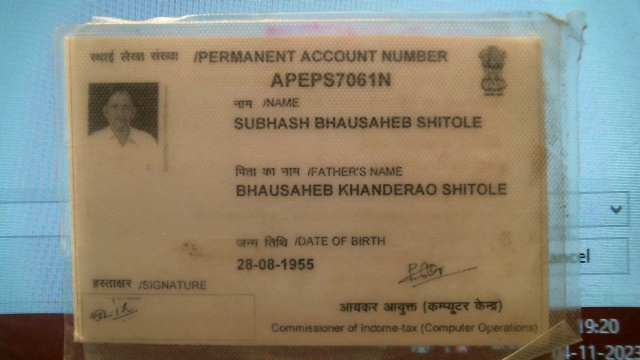 स्थाई लेखा संख्या /PERMANENT ACCOUNT NUMBER
APEPS7061N
नाम /NAME
SUBHASH BHAUSAHEB SHITOLE
पिता का नाम /FATHER'S NAME
BHAUSAHEB KHANDERAO SHITOLE
जन्म तिथि /DATE OF BIRTH
28-08-1955
हस्ताक्षर /SIGNATURE
आयकर आयुक्त (कम्प्यूटर केन्द्र)
Commissioner of Income-tax (Computer Operations)
19:20